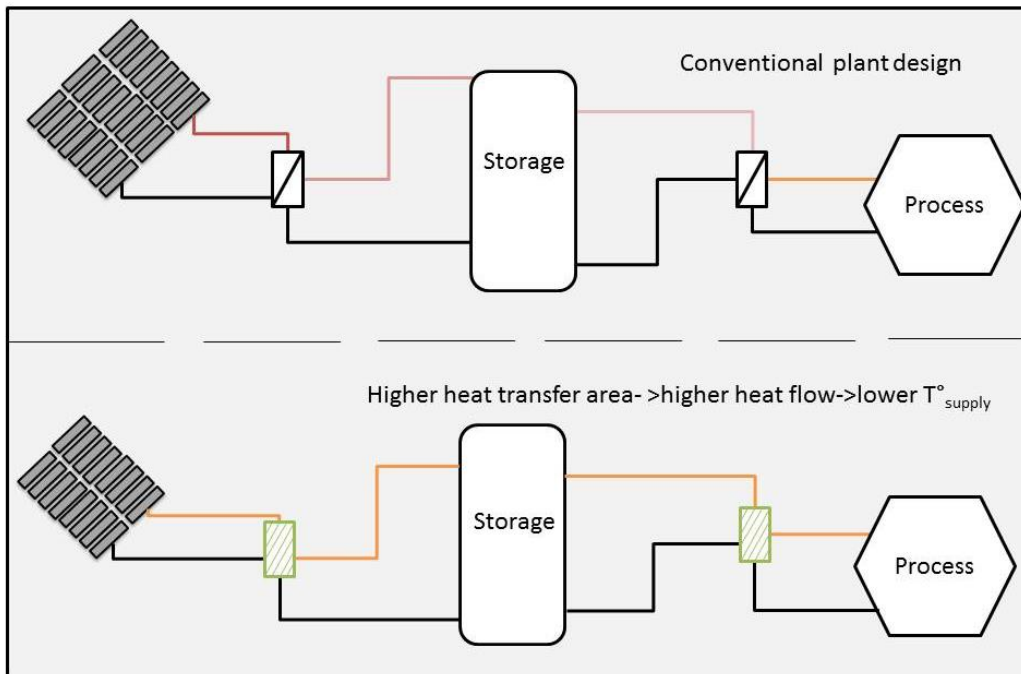 Conventional plant design
Storage
Process
Higher heat transfer area- >higher heat flow->lower T°supply
Storage
Process